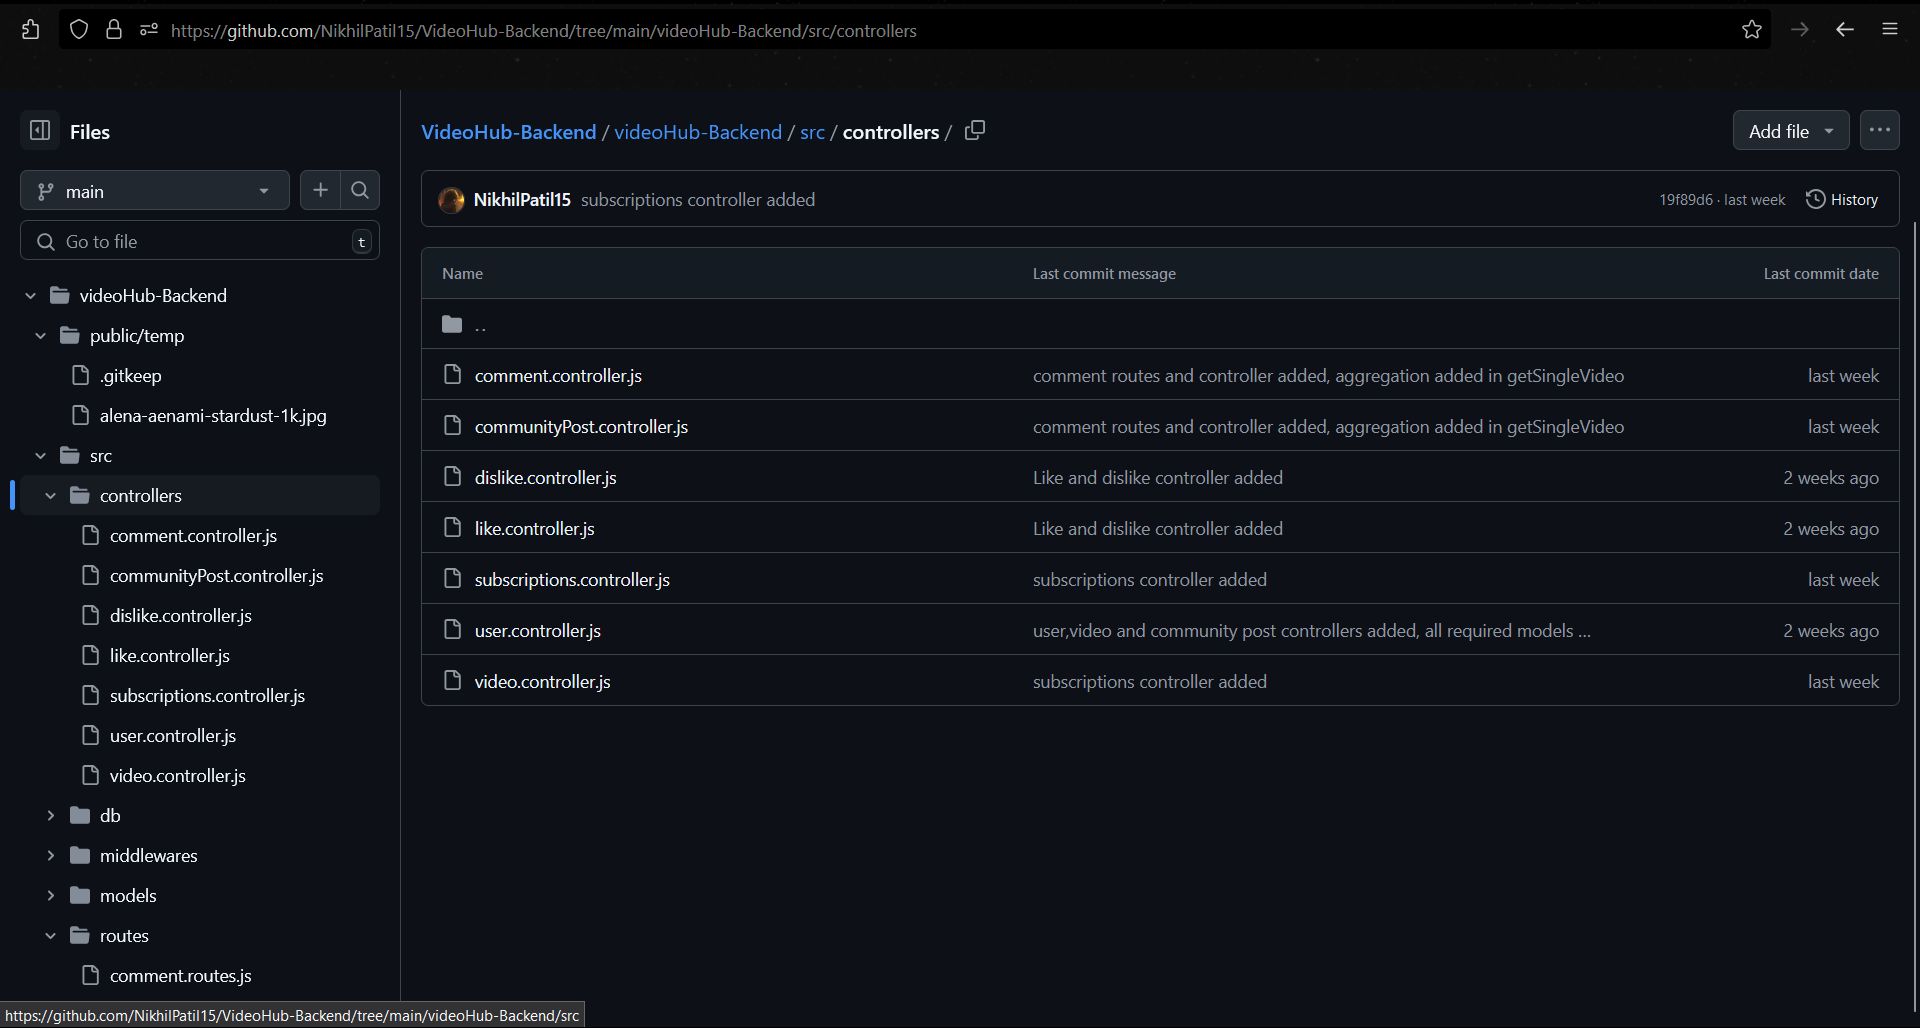 https://github.com/NikhilPatil15/VideoHub-Backend/tree/main/videoHub-Backend/src/controllers
Files
main
Go to file
t
videoHub-Backend
public/temp
.gitkeep
alena-aenami-stardust-1k.jpg
src
controllers
comment.controller.js
communityPost.controller.js
dislike.controller.js
like.controller.js
subscriptions.controller.js
user.controller.js
video.controller.js
db
middlewares
models
routes
comment.routes.js
VideoHub-Backend / videoHub-Backend / src / controllers /
Add file
NikhilPatil15 subscriptions controller added
19f89d6 · last week
History
Name Last commit message Last commit date
..
comment.controller.js comment routes and controller added, aggregation added in getSingleVideo last week
communityPost.controller.js comment routes and controller added, aggregation added in getSingleVideo last week
dislike.controller.js Like and dislike controller added 2 weeks ago
like.controller.js Like and dislike controller added 2 weeks ago
subscriptions.controller.js subscriptions controller added last week
user.controller.js user,video and community post controllers added, all required models ... 2 weeks ago
video.controller.js subscriptions controller added last week
https://github.com/NikhilPatil15/VideoHub-Backend/tree/main/videoHub-Backend/src